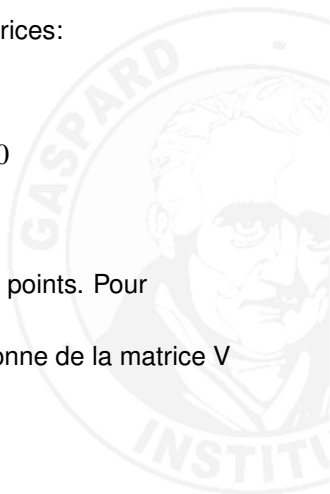 rices:
0
points. Pour
onne de la matrice V
GASPARD
INSTITU